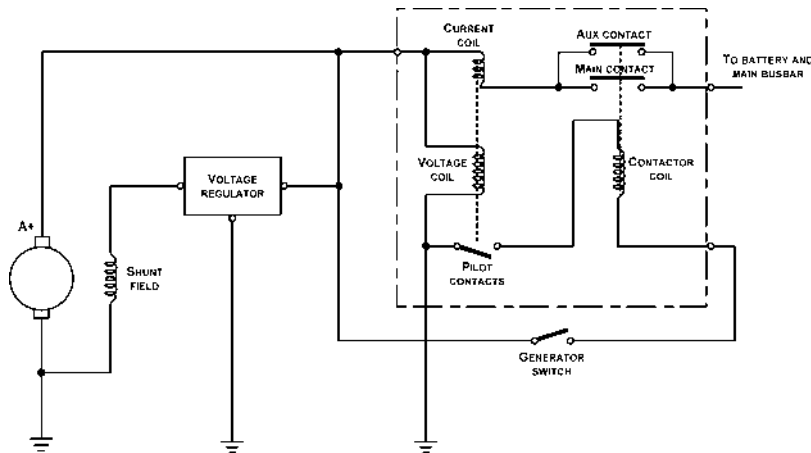 CURRENT
COIL
AUX CONTACT
MAIN CONTACT
TO BATTERY AND
MAIN BUSBAR
VOLTAGE
COIL
CONTACTOR
COIL
VOLTAGE
REGULATOR
A+
SHUNT
FIELD
PILOT
CONTACTS
GENERATOR
SWITCH